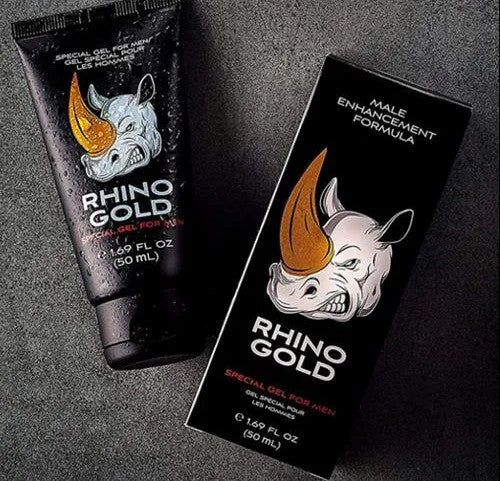 SPECIAL GEL FOR MEN
GEL SPÉCIAL POUR
LES HOMMES
RHINO
GOLD
SPECIAL GEL FOR MEN
℮ 1.69 FL OZ
(50 mL)
MALE
ENHANCEMENT
FORMULA
RHINO
GOLD
SPECIAL GEL FOR MEN
GEL SPÉCIAL POUR
LES HOMMES
℮ 1.69 FL OZ
(50 mL)